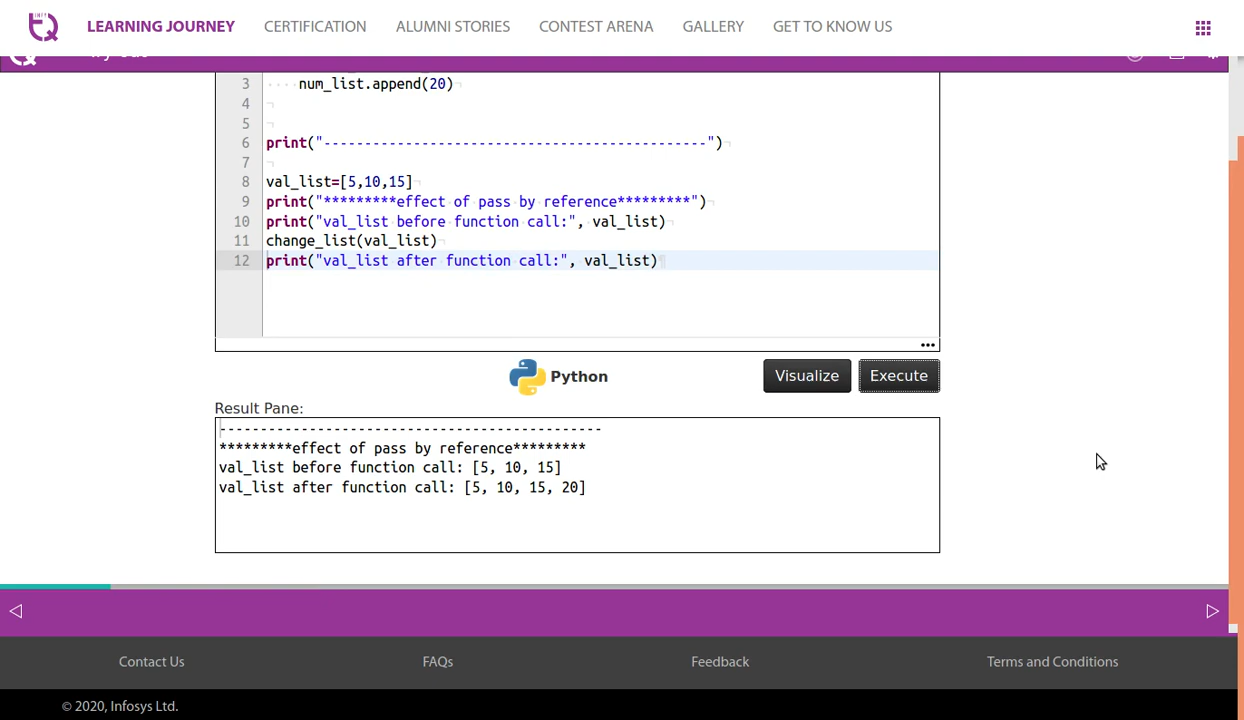 LEARNING JOURNEY CERTIFICATION ALUMNI STORIES CONTEST ARENA GALLERY GET TO KNOW US
3 num_list.append(20)
4
5
6 print("-----------------------------------------------")
7
8 val_list=[5,10,15]
9 print("*********effect of pass by reference*********")
10 print("val_list before function call:", val_list)
11 change_list(val_list)
12 print("val_list after function call:", val_list)
Python Visualize Execute
Result Pane:
-----------------------------------------------
*********effect of pass by reference*********
val_list before function call: [5, 10, 15]
val_list after function call: [5, 10, 15, 20]
Contact Us FAQs Feedback Terms and Conditions
© 2020, Infosys Ltd.